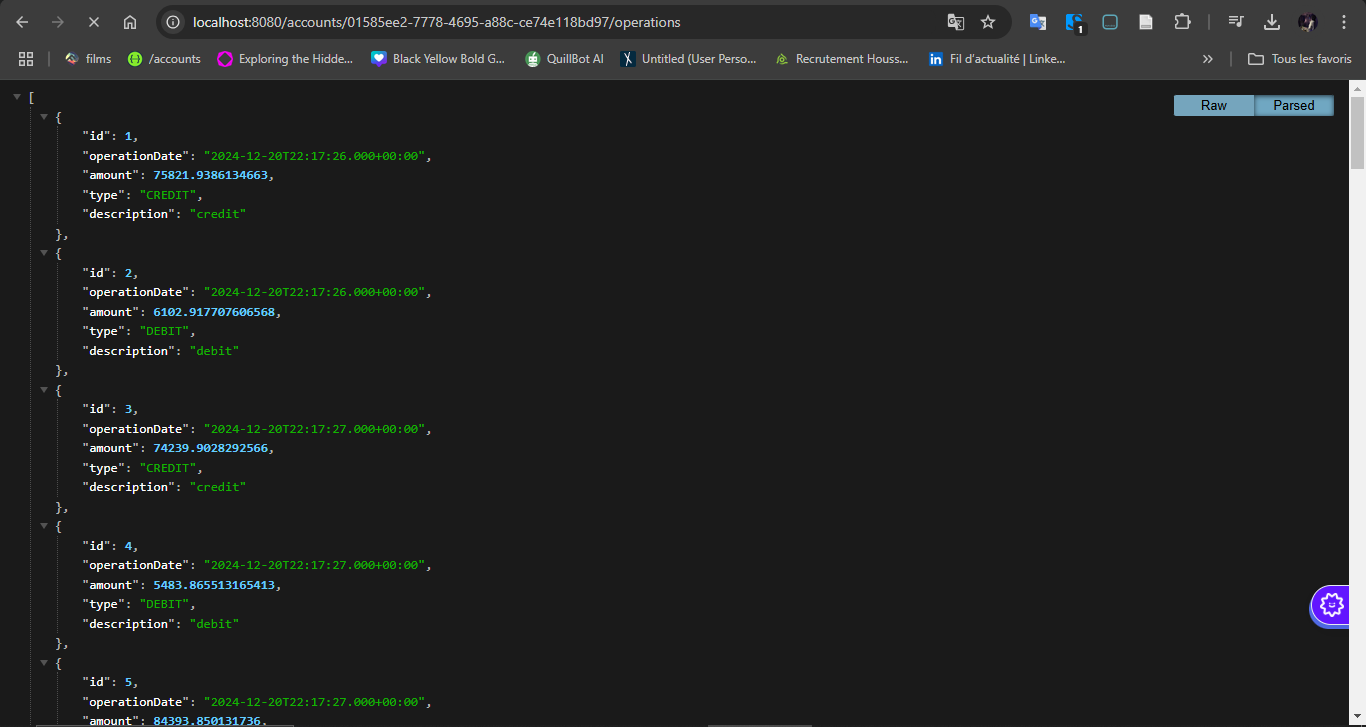 localhost:8080/accounts/01585ee2-7778-4695-a88c-ce74e118bd97/operations
1
films /accounts Exploring the Hidde... Black Yellow Bold G... QuillBot AI Untitled (User Perso... Recrutement Houss... Fil d'actualité | Linke... Tous les favoris
Raw Parsed
[
{
"id": 1,
"operationDate": "2024-12-20T22:17:26.000+00:00",
"amount": 75821.9386134663,
"type": "CREDIT",
"description": "credit"
},
{
"id": 2,
"operationDate": "2024-12-20T22:17:26.000+00:00",
"amount": 6102.917707606568,
"type": "DEBIT",
"description": "debit"
},
{
"id": 3,
"operationDate": "2024-12-20T22:17:27.000+00:00",
"amount": 74239.9028292566,
"type": "CREDIT",
"description": "credit"
},
{
"id": 4,
"operationDate": "2024-12-20T22:17:27.000+00:00",
"amount": 5483.865513165413,
"type": "DEBIT",
"description": "debit"
},
{
"id": 5,
"operationDate": "2024-12-20T22:17:27.000+00:00",
"amount": 84393.850131736,